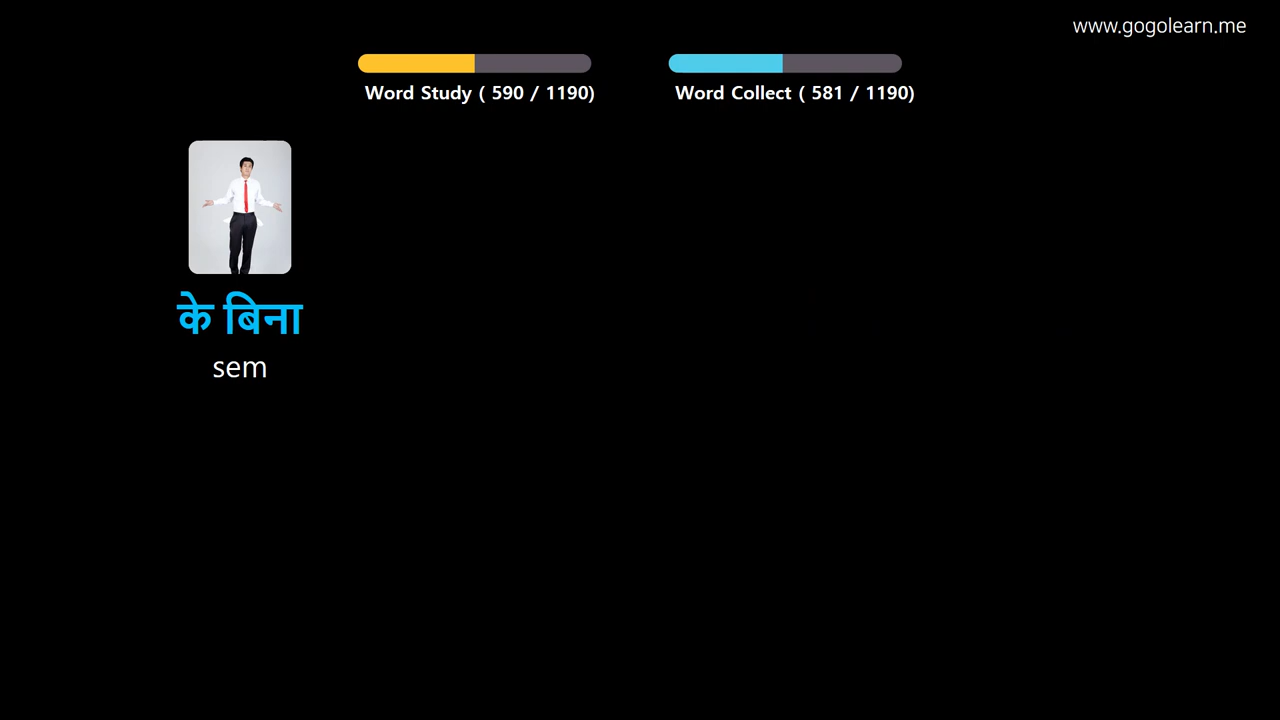 www.gogolearn.me
Word Study ( 590 / 1190)
Word Collect ( 581 / 1190)
के बिना
sem